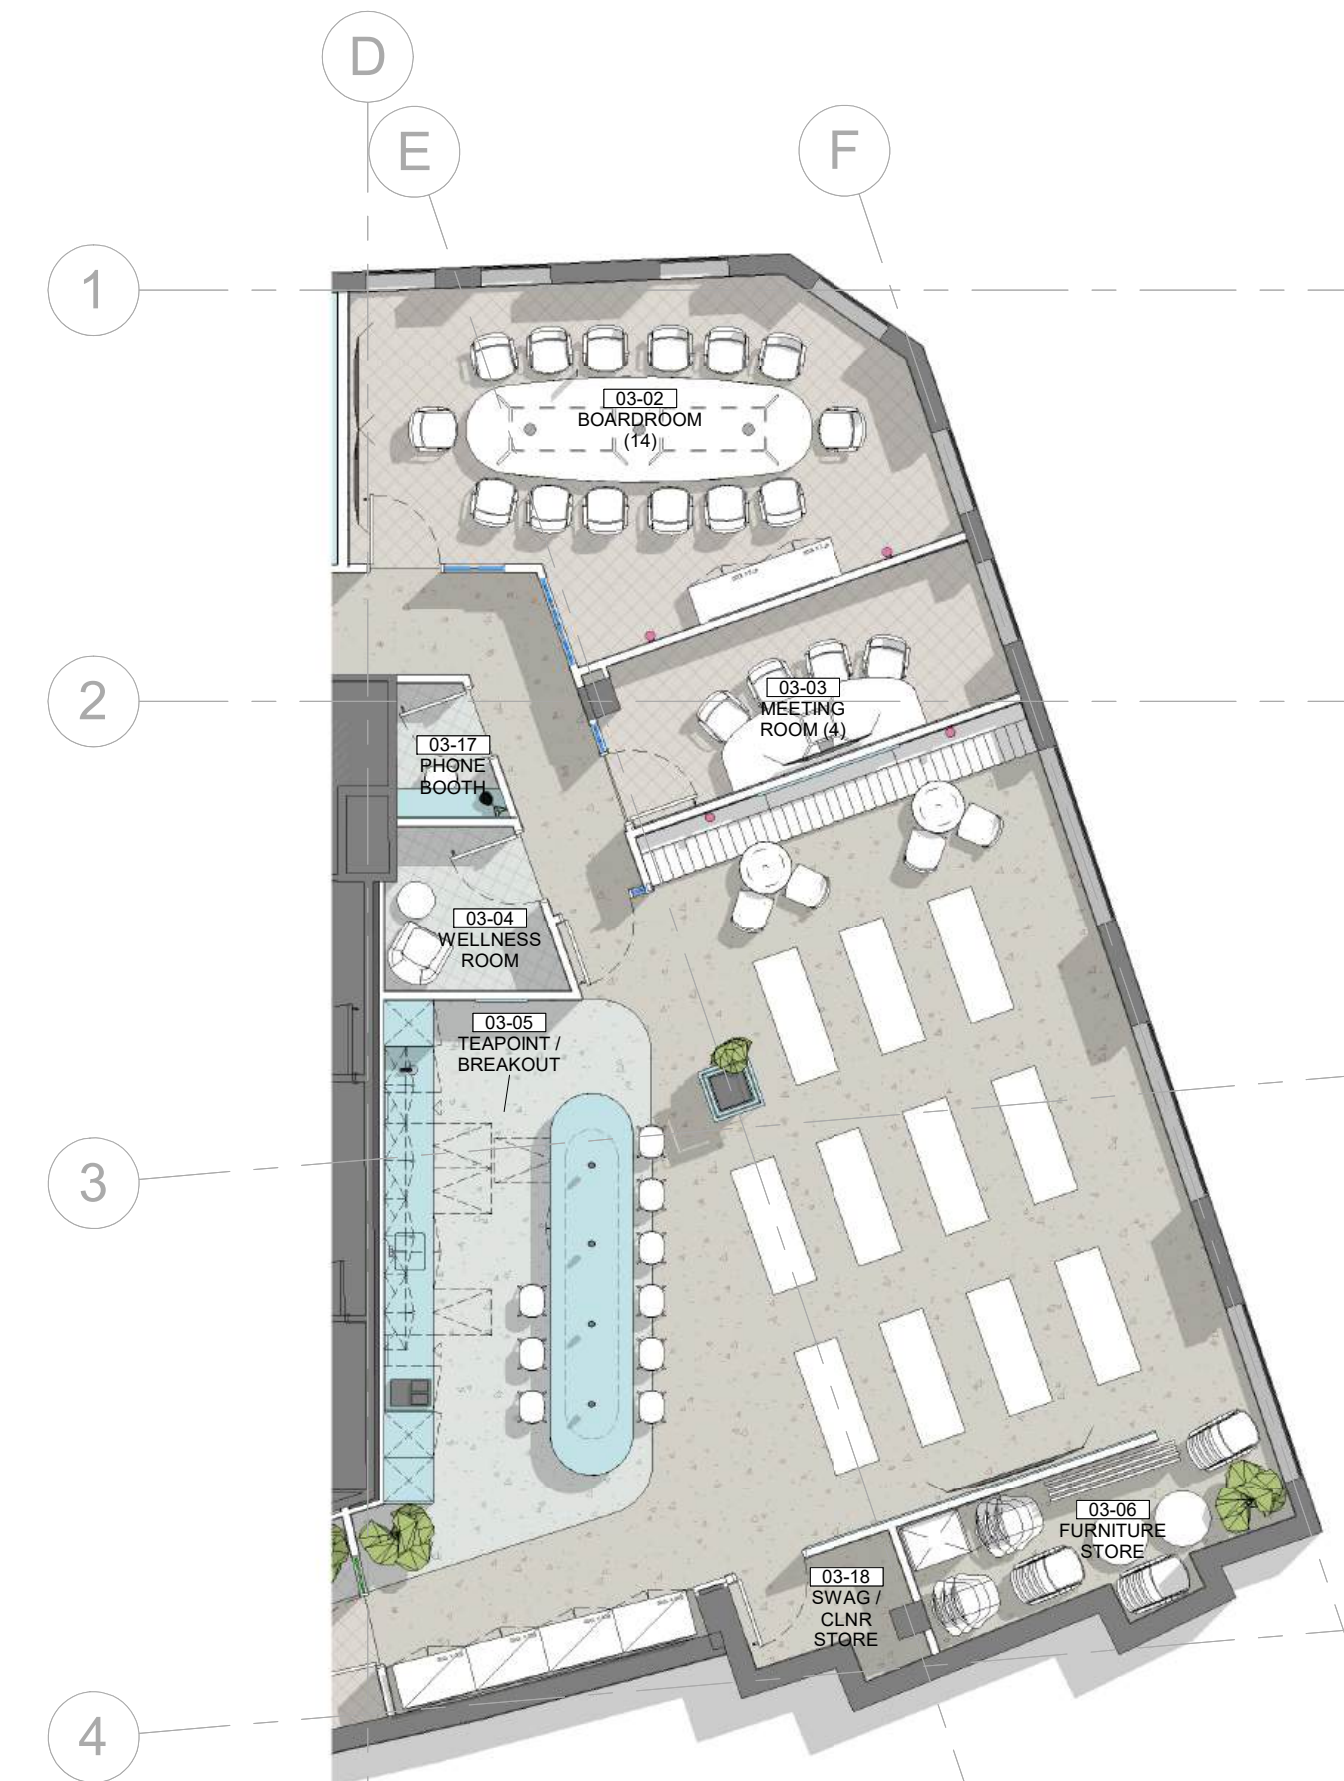 D
E
F
1
03-02
BOARDROOM
(14)
2
03-03
MEETING
ROOM (4)
03-17
PHONE
BOOTH
03-04
WELLNESS
ROOM
03-05
TEAPOINT /
BREAKOUT
3
03-06
FURNITURE
STORE
03-18
SWAG /
CLNR
STORE
4